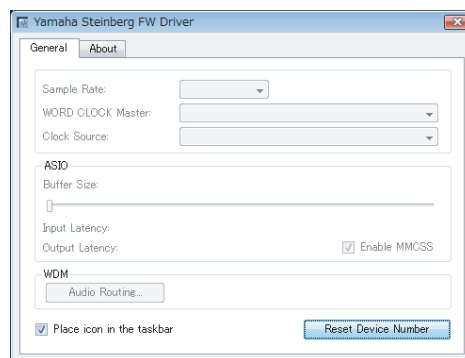 Yamaha Steinberg FW Driver
General About
Sample Rate:
WORD CLOCK Master:
Clock Source:
ASIO
Buffer Size:
Input Latency:
Output Latency: Enable MMCSS
WDM
Audio Routing...
Place icon in the taskbar Reset Device Number